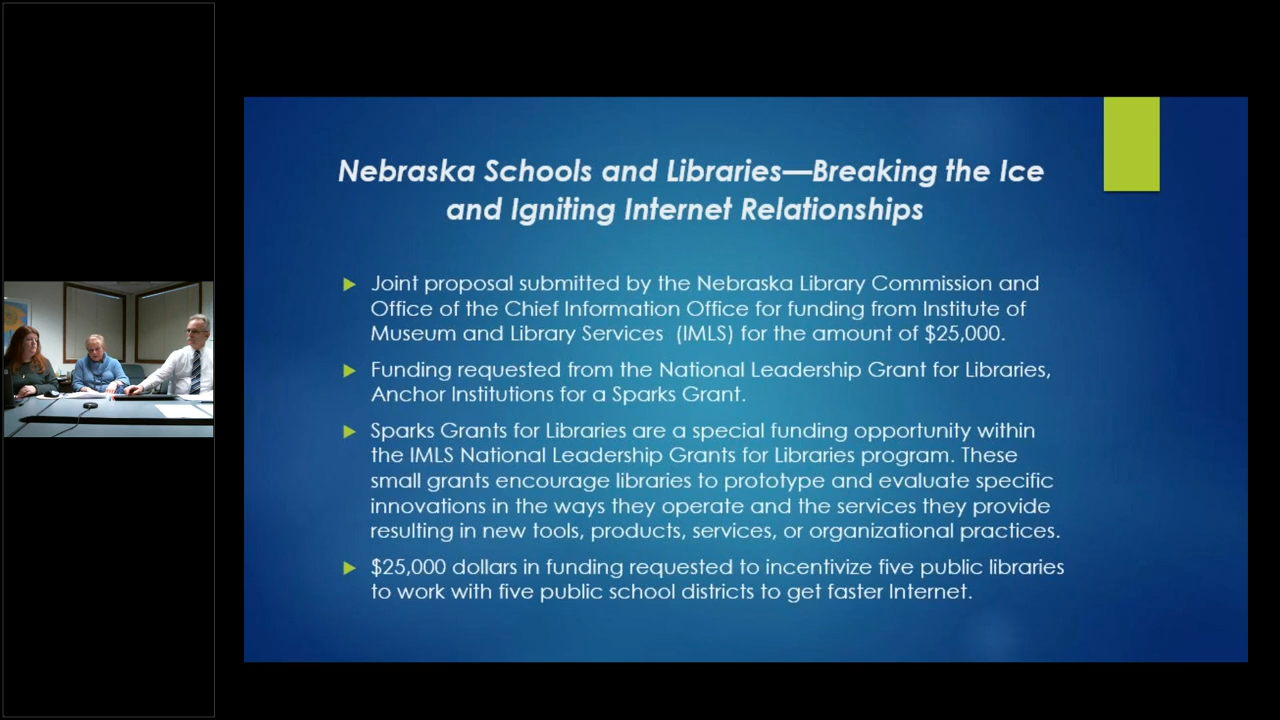 Nebraska Schools and Libraries—Breaking the Ice
and Igniting Internet Relationships
Joint proposal submitted by the Nebraska Library Commission and
Office of the Chief Information Office for funding from Institute of
Museum and Library Services (IMLS) for the amount of $25,000.
Funding requested from the National Leadership Grant for Libraries,
Anchor Institutions for a Sparks Grant.
Sparks Grants for Libraries are a special funding opportunity within
the IMLS National Leadership Grants for Libraries program. These
small grants encourage libraries to prototype and evaluate specific
innovations in the ways they operate and the services they provide
resulting in new tools, products, services, or organizational practices.
$25,000 dollars in funding requested to incentivize five public libraries
to work with five public school districts to get faster Internet.